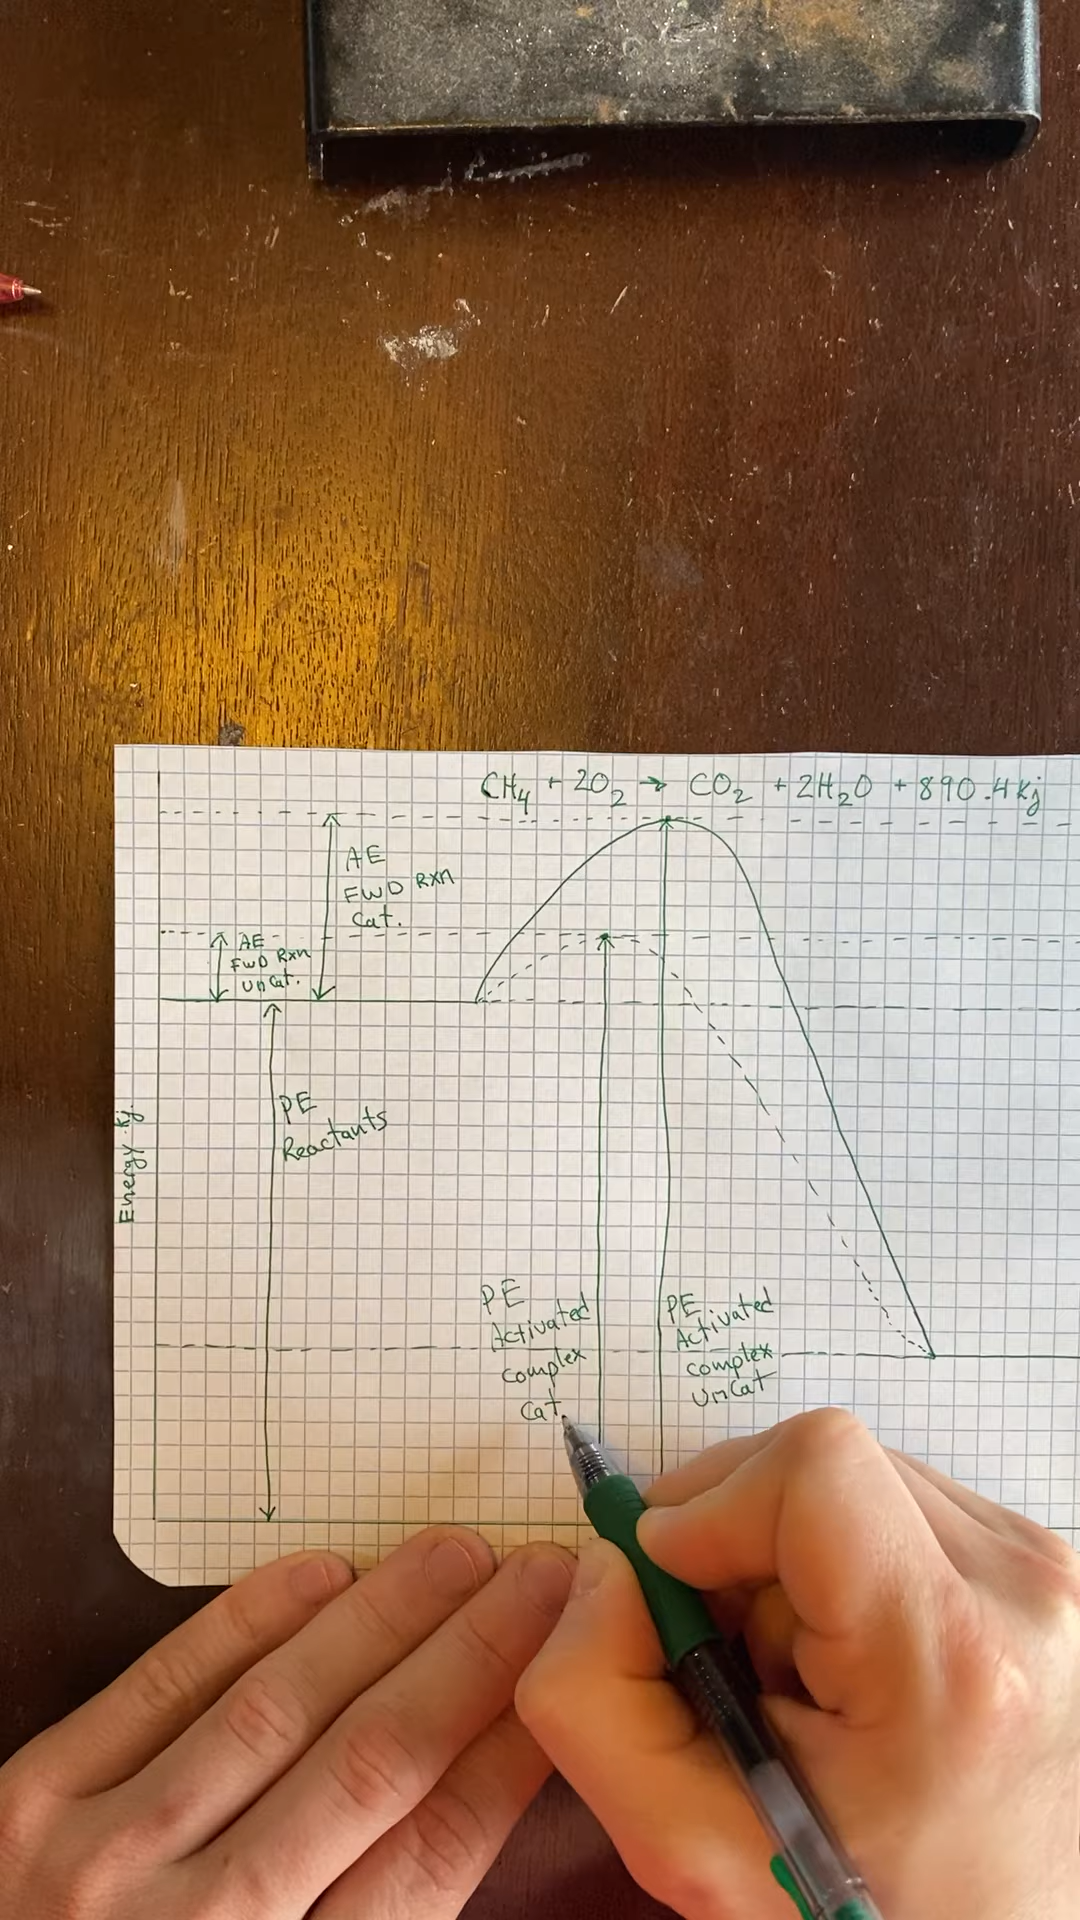 CH₄ + 2O₂ → CO₂ + 2H₂O + 890.4 kj
AE
FWD RXN
Cat.
AE
FWD Rxn
UnCat.
PE
Reactants
Energy kj.
PE
Activated
complex
Cat.
PE
Activated
complex
UnCat